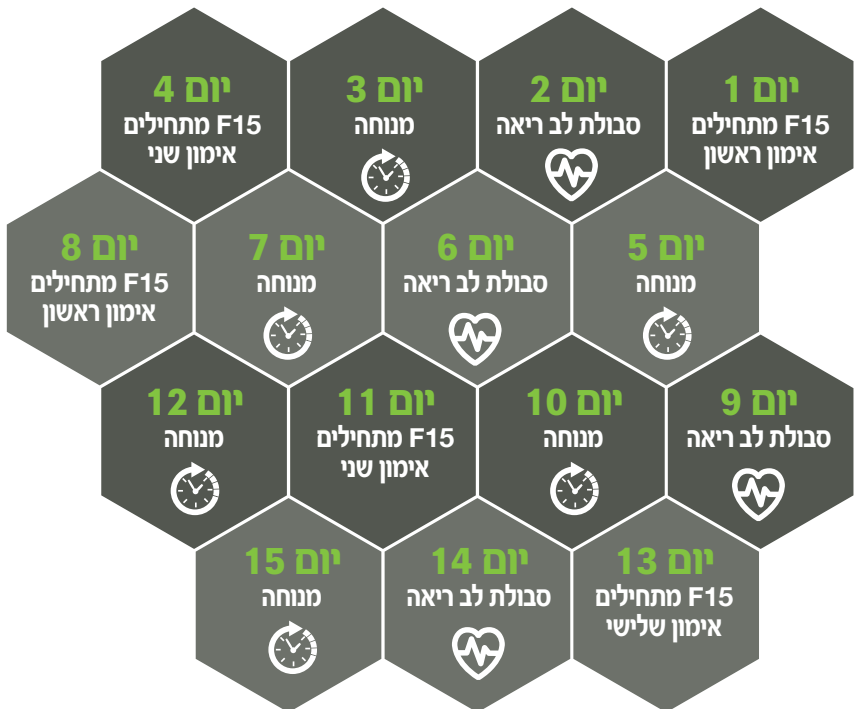 יום 1
F15 מתחילים
אימון ראשון
יום 2
סבולת לב ריאה
יום 3
מנוחה
יום 4
F15 מתחילים
אימון שני
יום 5
מנוחה
יום 6
סבולת לב ריאה
יום 7
מנוחה
יום 8
F15 מתחילים
אימון ראשון
יום 9
סבולת לב ריאה
יום 10
מנוחה
יום 11
F15 מתחילים
אימון שני
יום 12
מנוחה
יום 13
F15 מתחילים
אימון שלישי
יום 14
סבולת לב ריאה
יום 15
מנוחה